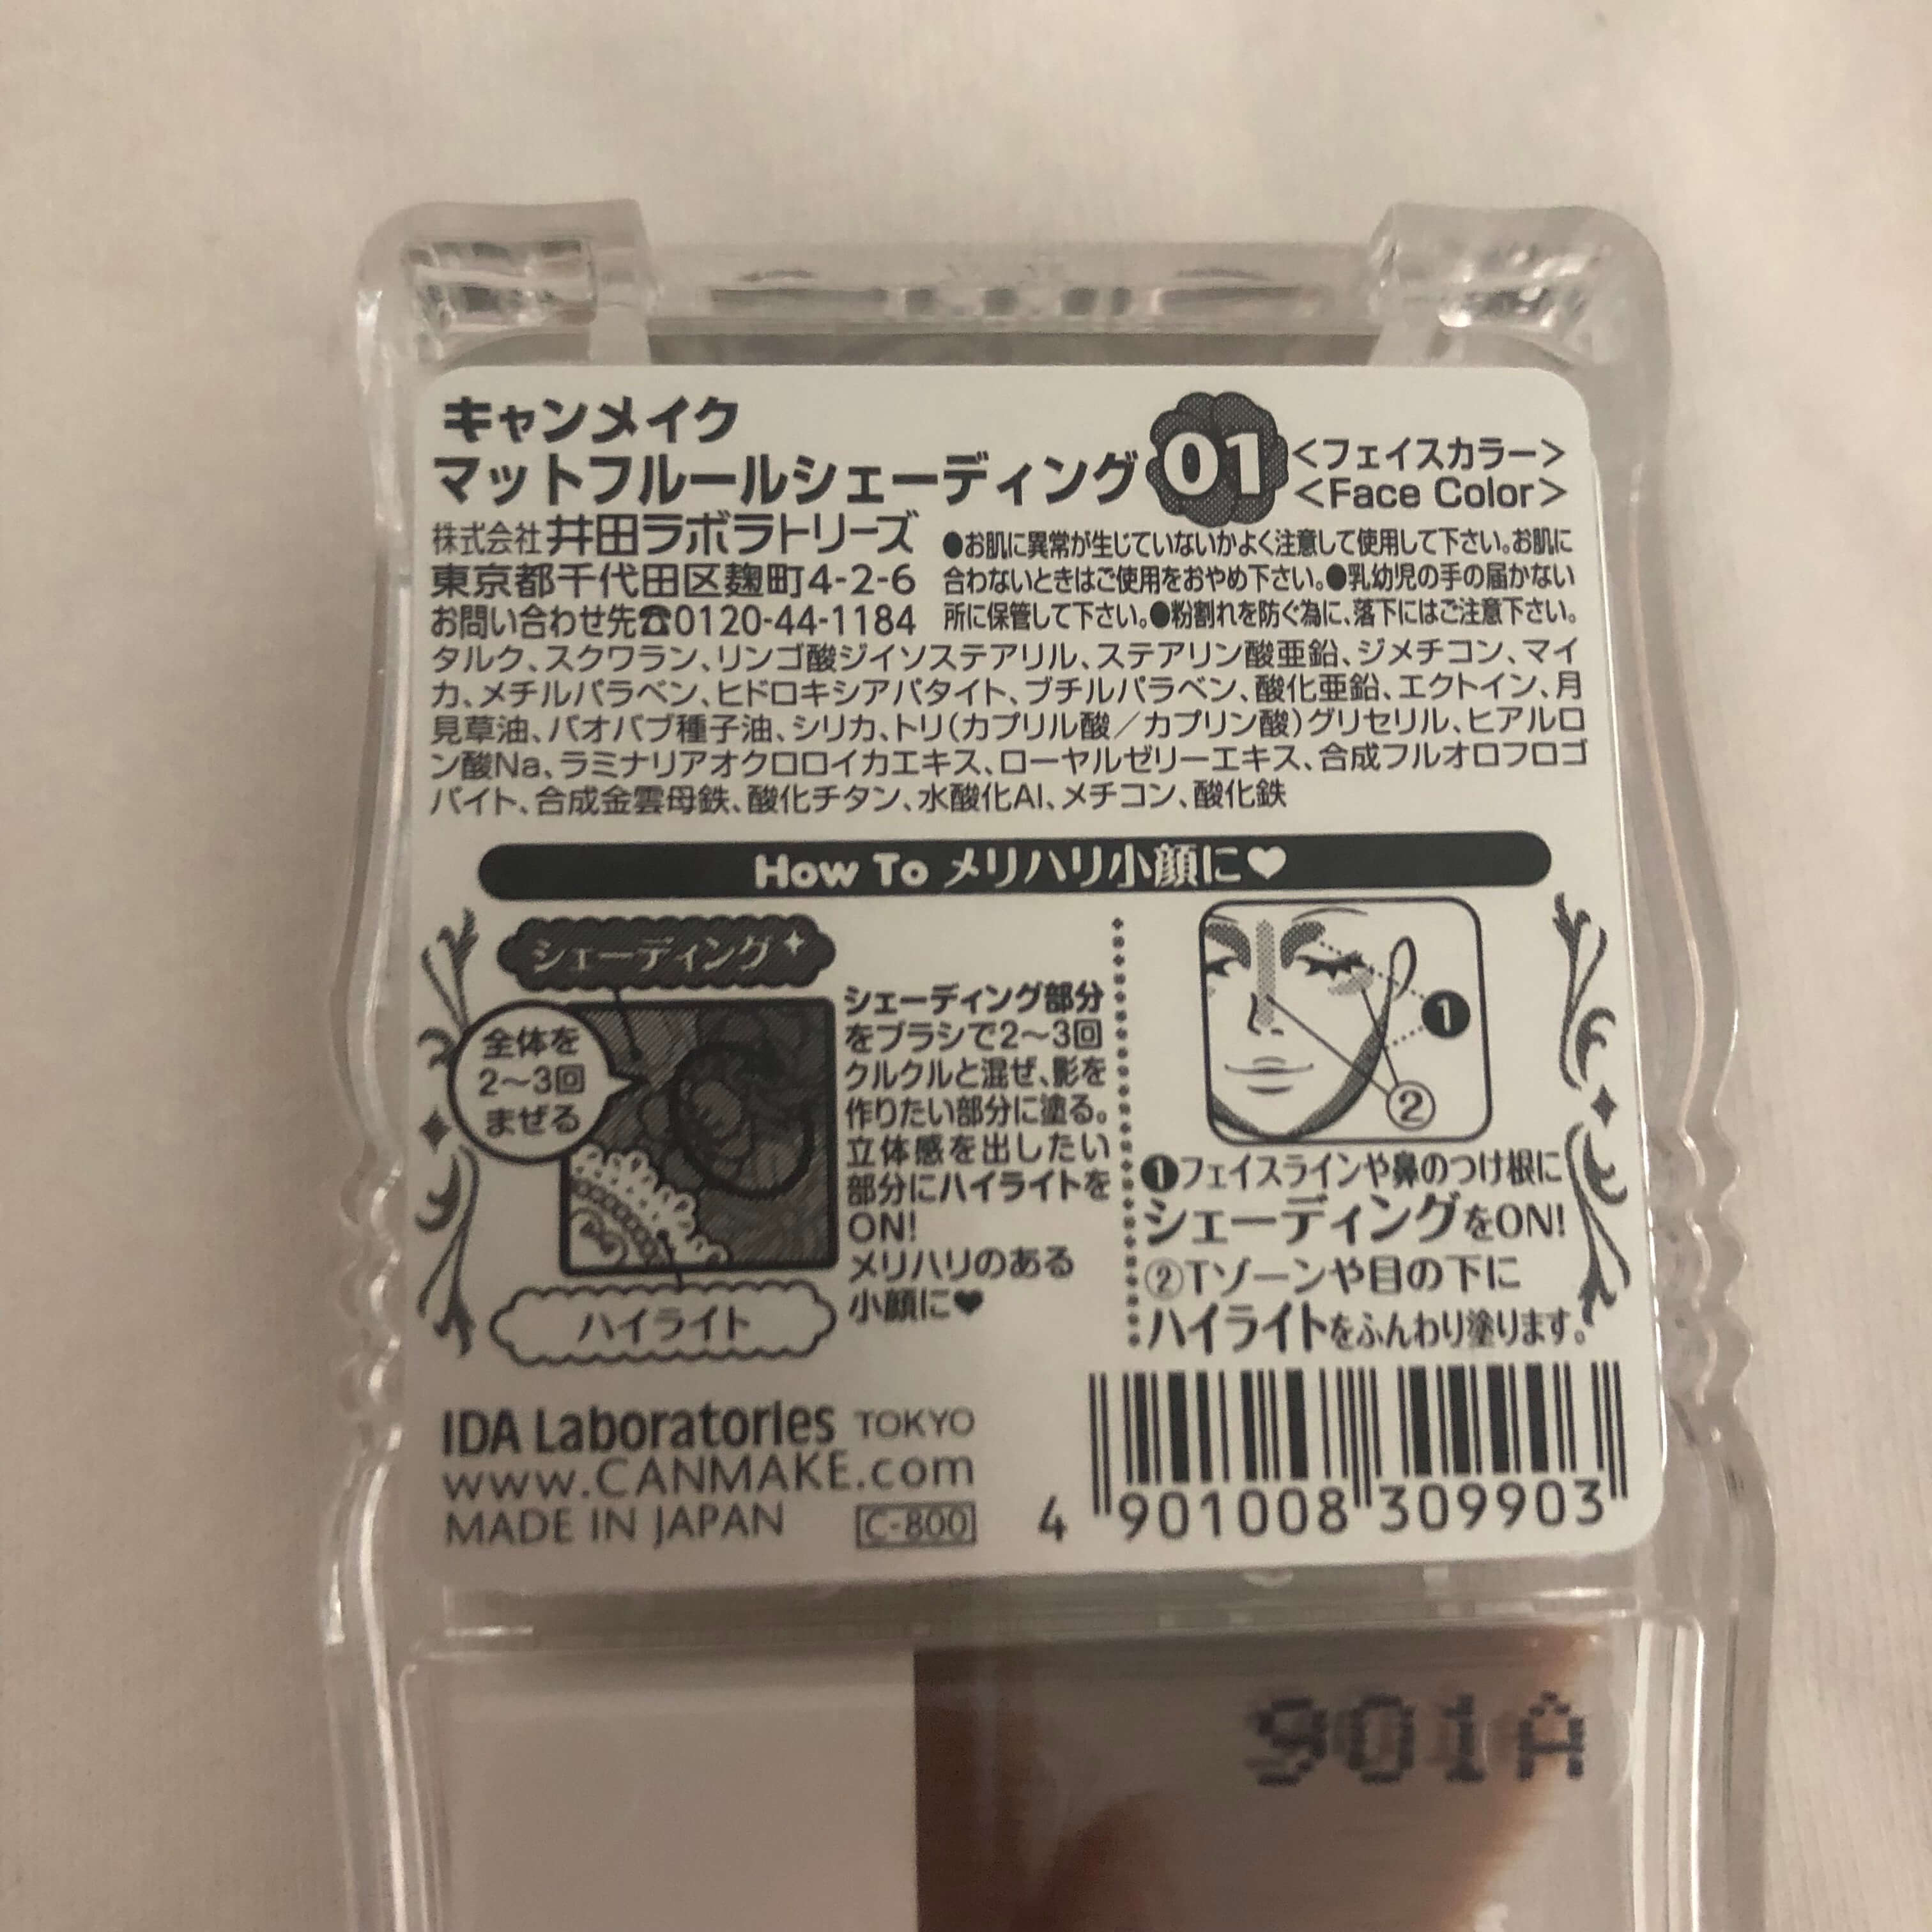 キャンメイク
マットフルールシェーディング 01
<フェイスカラー>
<Face Color>
株式会社 井田ラボラトリーズ
東京都千代田区麹町4-2-6
お問い合わせ先☎0120-44-1184
●お肌に異常が生じていないかよく注意して使用して下さい。お肌に
合わないときはご使用をおやめ下さい。●乳幼児の手の届かない
所に保管して下さい。●粉割れを防ぐ為に、落下にはご注意下さい。
タルク、スクワラン、リンゴ酸ジイソステアリル、ステアリン酸亜鉛、ジメチコン、マイ
カ、メチルパラベン、ヒドロキシアパタイト、ブチルパラベン、酸化亜鉛、エクトイン、月
見草油、バオバブ種子油、シリカ、トリ(カプリル酸/カプリン酸)グリセリル、ヒアルロ
ン酸Na、ラミナリアオクロロイカエキス、ローヤルゼリーエキス、合成フルオロフロゴ
パイト、合成金雲母鉄、酸化チタン、水酸化Al、メチコン、酸化鉄
How To メリハリ小顔に♥
シェーディング
全体を
2〜3回
まぜる
ハイライト
シェーディング部分
をブラシで2〜3回
クルクルと混ぜ、影を
作りたい部分に塗る。
立体感を出したい
部分にハイライトを
ON!
メリハリのある
小顔に♥
❶
②
❶フェイスラインや鼻のつけ根に
シェーディングをON!
②Tゾーンや目の下に
ハイライトをふんわり塗ります。
IDA Laboratories TOKYO
www.CANMAKE.com
MADE IN JAPAN C-800
4 901008 309903
901A